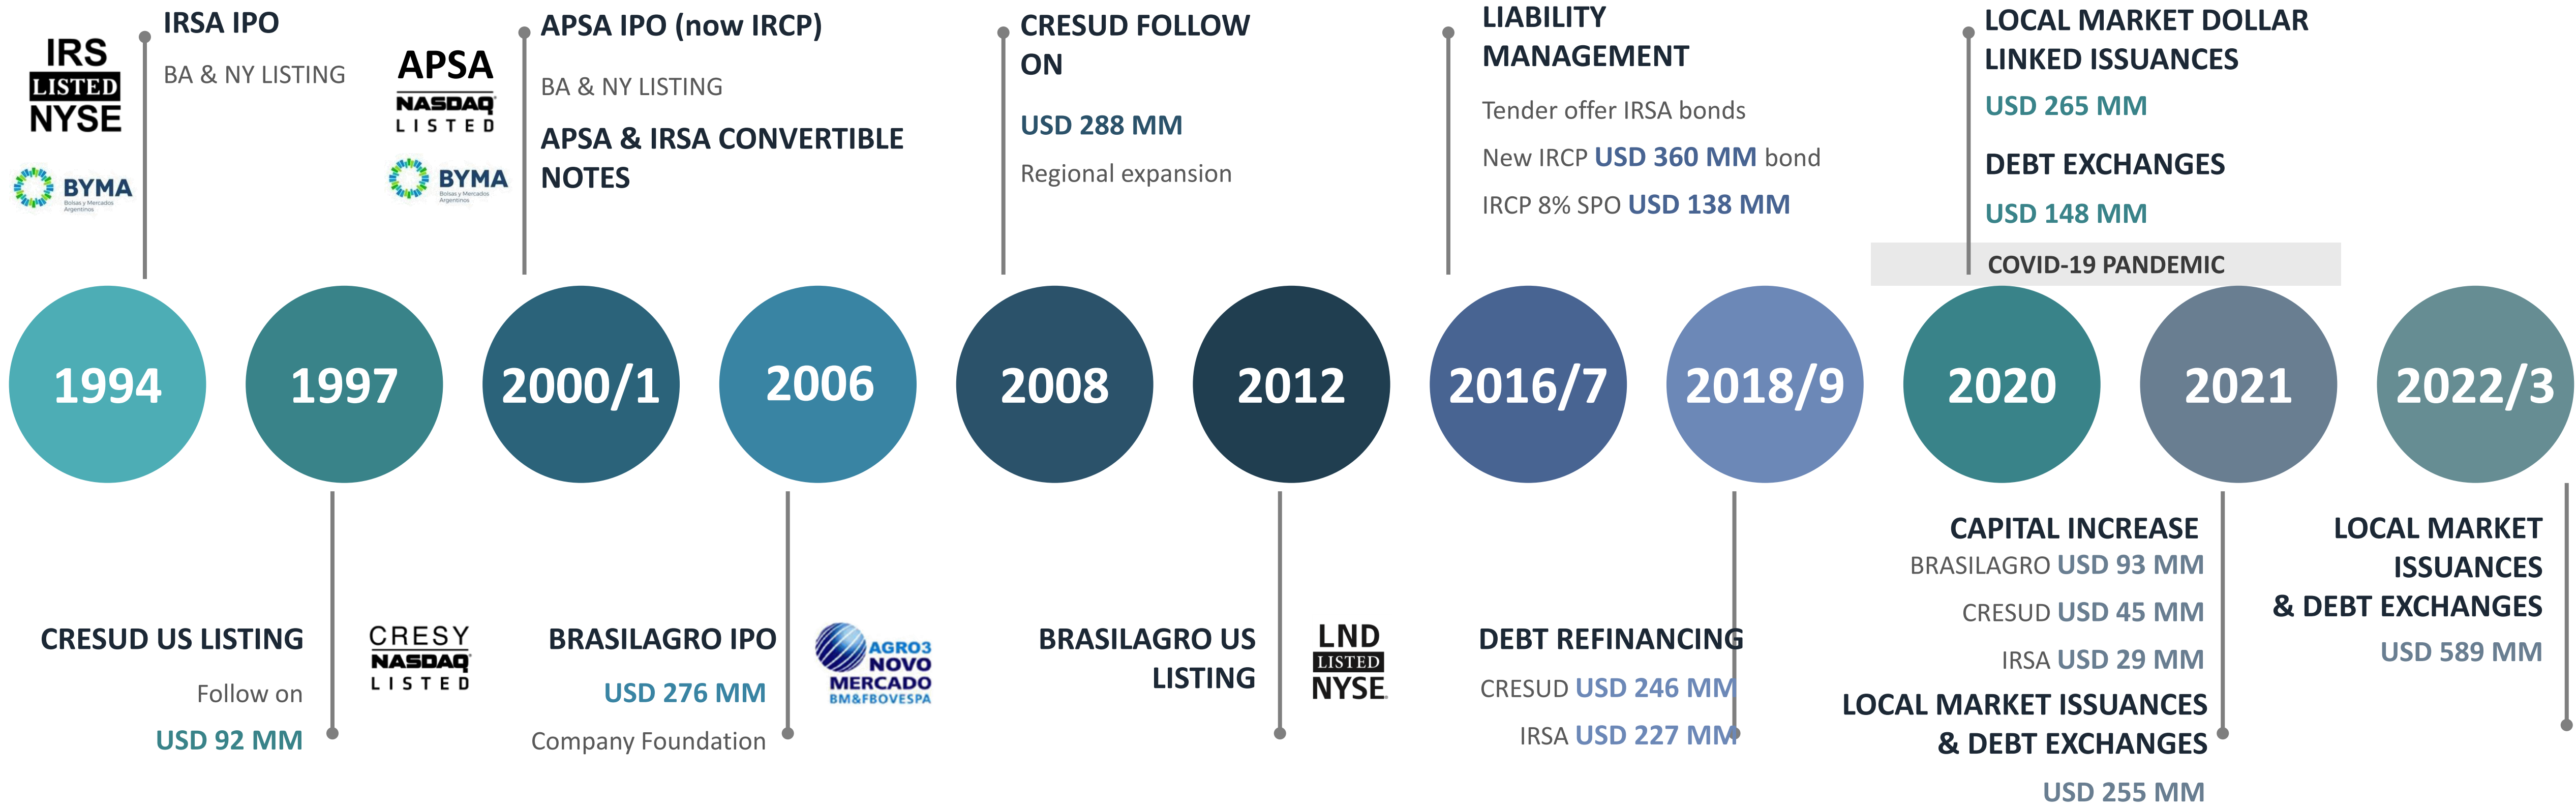 IRS
LISTED
NYSE
BYMA
Bolsas y Mercados
Argentinos
IRSA IPO
BA & NY LISTING
APSA
NASDAQ
LISTED
BYMA
Bolsas y Mercados
Argentinos
APSA IPO (now IRCP)
BA & NY LISTING
APSA & IRSA CONVERTIBLE
NOTES
CRESUD FOLLOW
ON
USD 288 MM
Regional expansion
LIABILITY
MANAGEMENT
Tender offer IRSA bonds
New IRCP USD 360 MM bond
IRCP 8% SPO USD 138 MM
LOCAL MARKET DOLLAR
LINKED ISSUANCES
USD 265 MM
DEBT EXCHANGES
USD 148 MM
COVID-19 PANDEMIC
1994
1997
2000/1
2006
2008
2012
2016/7
2018/9
2020
2021
2022/3
CRESUD US LISTING
Follow on
USD 92 MM
CRESY
NASDAQ
LISTED
BRASILAGRO IPO
USD 276 MM
Company Foundation
AGRO3
NOVO
MERCADO
BM&FBOVESPA
BRASILAGRO US
LISTING
LND
LISTED
NYSE.
DEBT REFINANCING
CRESUD USD 246 MM
IRSA USD 227 MM
CAPITAL INCREASE
BRASILAGRO USD 93 MM
CRESUD USD 45 MM
IRSA USD 29 MM
LOCAL MARKET ISSUANCES
& DEBT EXCHANGES
USD 255 MM
LOCAL MARKET
ISSUANCES
& DEBT EXCHANGES
USD 589 MM